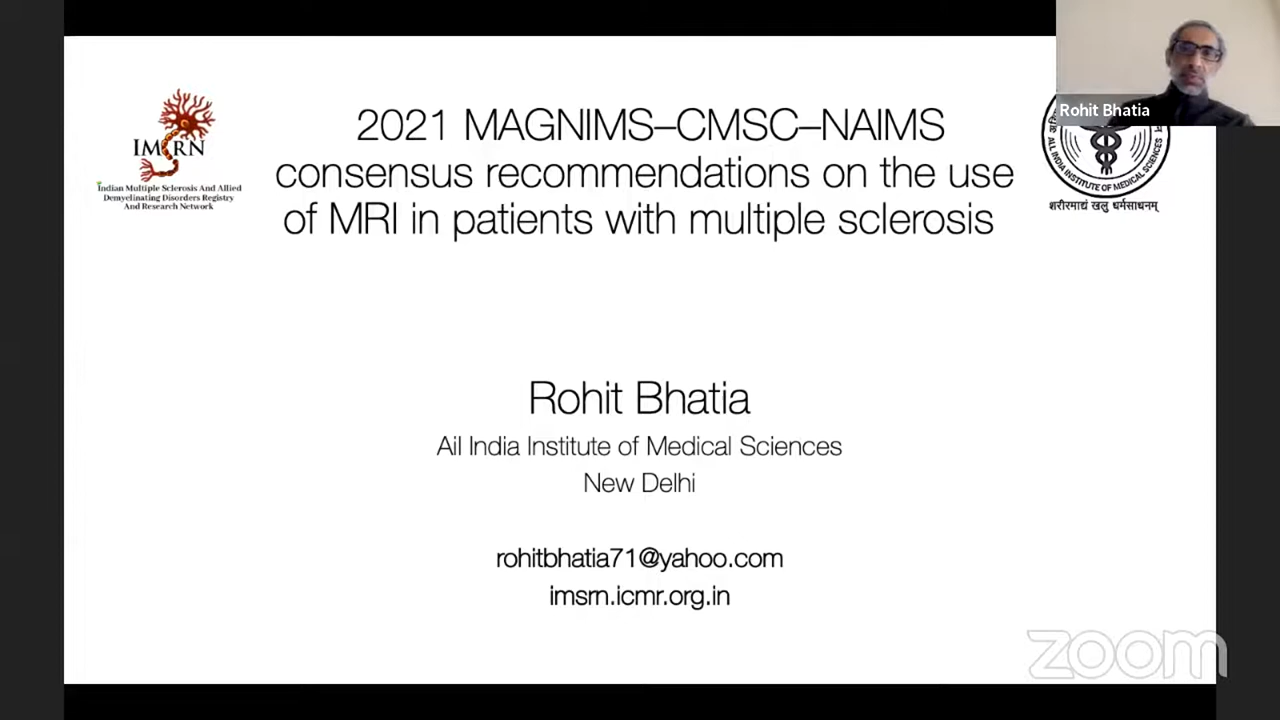 Rohit Bhatia
IMSRN
Indian Multiple Sclerosis And Allied
Demyelinating Disorders Registry
And Research Network
2021 MAGNIMS–CMSC–NAIMS
consensus recommendations on the use
of MRI in patients with multiple sclerosis
ALL INDIA INSTITUTE OF MEDICAL SCIENCES
शरीरमाद्यं खलु धर्मसाधनम्
Rohit Bhatia
Ail India Institute of Medical Sciences
New Delhi
rohitbhatia71@yahoo.com
imsrn.icmr.org.in
zoom